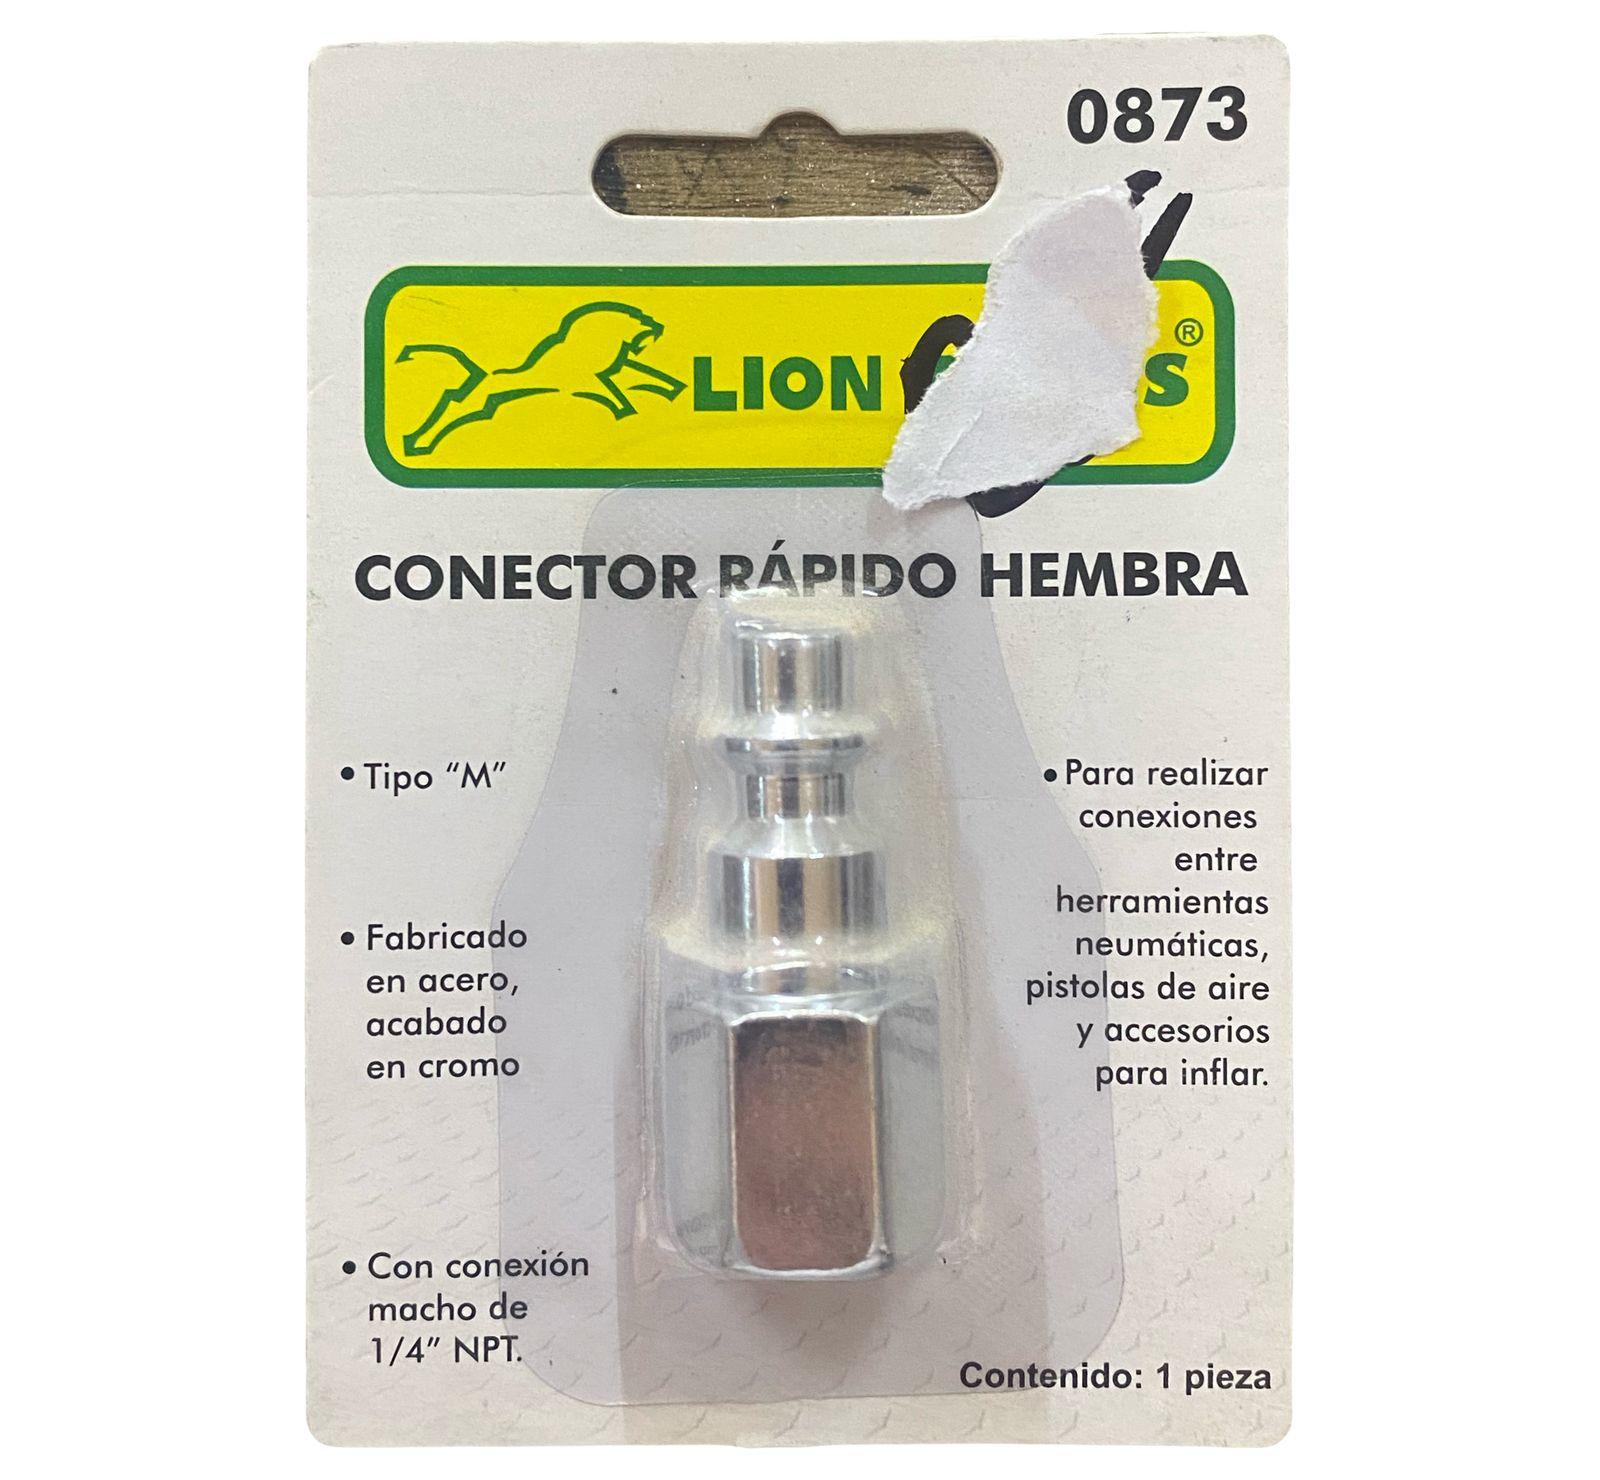 0873
LION
S®
CONECTOR RÁPIDO HEMBRA
• Tipo “M”
• Fabricado
en acero,
acabado
en cromo
• Con conexión
macho de
1/4” NPT.
• Para realizar
conexiones
entre
herramientas
neumáticas,
pistolas de aire
y accesorios
para inflar.
Contenido: 1 pieza